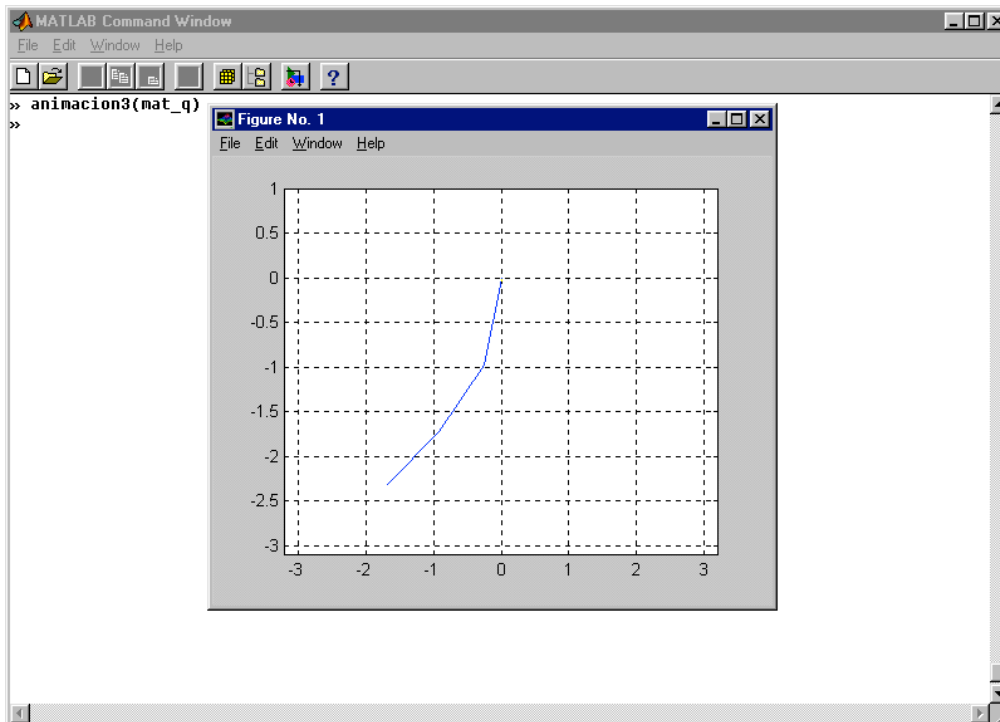 MATLAB Command Window
File Edit Window Help
?
» animacion3(mat_q)
»
Figure No. 1
File Edit Window Help
1
0.5
0
-0.5
-1
-1.5
-2
-2.5
-3
-3 -2 -1 0 1 2 3